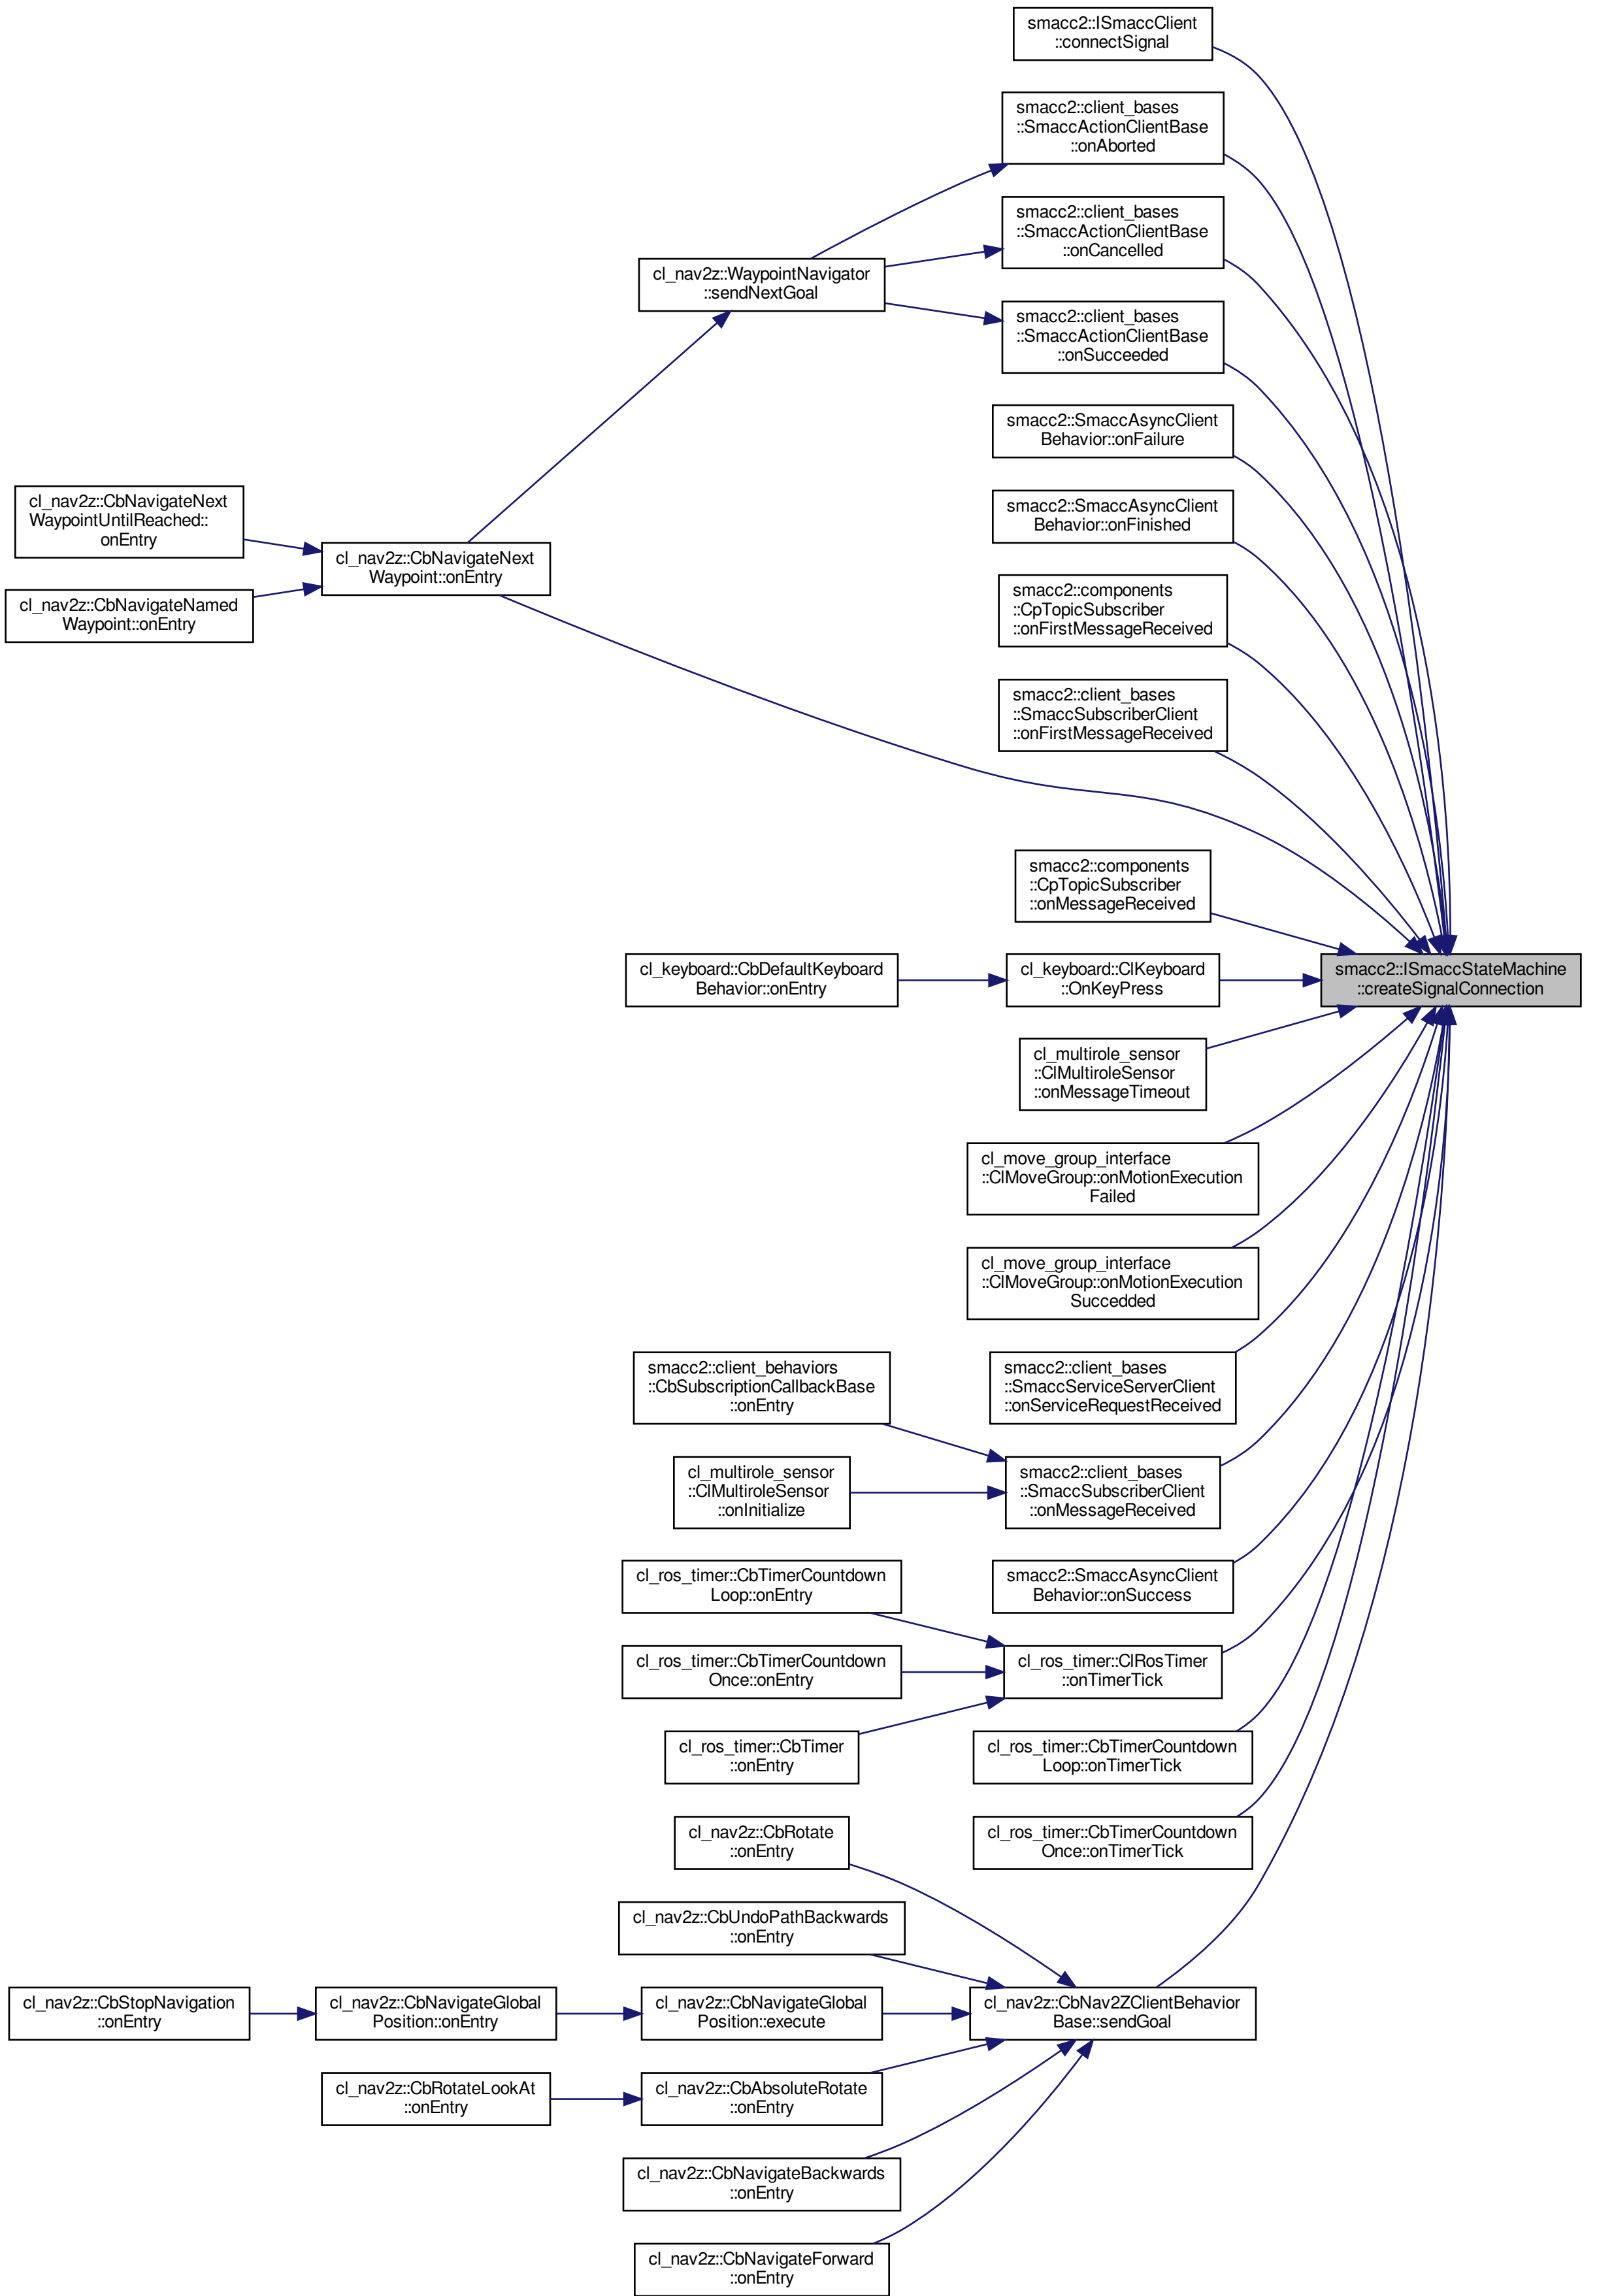 smacc2::ISmaccClient
::connectSignal
smacc2::client_bases
::SmaccActionClientBase
::onAborted
smacc2::client_bases
::SmaccActionClientBase
::onCancelled
cl_nav2z::WaypointNavigator
::sendNextGoal
smacc2::client_bases
::SmaccActionClientBase
::onSucceeded
smacc2::SmaccAsyncClient
Behavior::onFailure
cl_nav2z::CbNavigateNext
WaypointUntilReached::
onEntry
smacc2::SmaccAsyncClient
Behavior::onFinished
cl_nav2z::CbNavigateNext
Waypoint::onEntry
cl_nav2z::CbNavigateNamed
Waypoint::onEntry
smacc2::components
::CpTopicSubscriber
::onFirstMessageReceived
smacc2::client_bases
::SmaccSubscriberClient
::onFirstMessageReceived
smacc2::components
::CpTopicSubscriber
::onMessageReceived
cl_keyboard::CbDefaultKeyboard
Behavior::onEntry
cl_keyboard::ClKeyboard
::OnKeyPress
smacc2::ISmaccStateMachine
::createSignalConnection
cl_multirole_sensor
::ClMultiroleSensor
::onMessageTimeout
cl_move_group_interface
::ClMoveGroup::onMotionExecution
Failed
cl_move_group_interface
::ClMoveGroup::onMotionExecution
Succedded
smacc2::client_behaviors
::CbSubscriptionCallbackBase
::onEntry
smacc2::client_bases
::SmaccServiceServerClient
::onServiceRequestReceived
cl_multirole_sensor
::ClMultiroleSensor
::onInitialize
smacc2::client_bases
::SmaccSubscriberClient
::onMessageReceived
cl_ros_timer::CbTimerCountdown
Loop::onEntry
smacc2::SmaccAsyncClient
Behavior::onSuccess
cl_ros_timer::CbTimerCountdown
Once::onEntry
cl_ros_timer::ClRosTimer
::onTimerTick
cl_ros_timer::CbTimer
::onEntry
cl_ros_timer::CbTimerCountdown
Loop::onTimerTick
cl_nav2z::CbRotate
::onEntry
cl_ros_timer::CbTimerCountdown
Once::onTimerTick
cl_nav2z::CbUndoPathBackwards
::onEntry
cl_nav2z::CbStopNavigation
::onEntry
cl_nav2z::CbNavigateGlobal
Position::onEntry
cl_nav2z::CbNavigateGlobal
Position::execute
cl_nav2z::CbNav2ZClientBehavior
Base::sendGoal
cl_nav2z::CbRotateLookAt
::onEntry
cl_nav2z::CbAbsoluteRotate
::onEntry
cl_nav2z::CbNavigateBackwards
::onEntry
cl_nav2z::CbNavigateForward
::onEntry